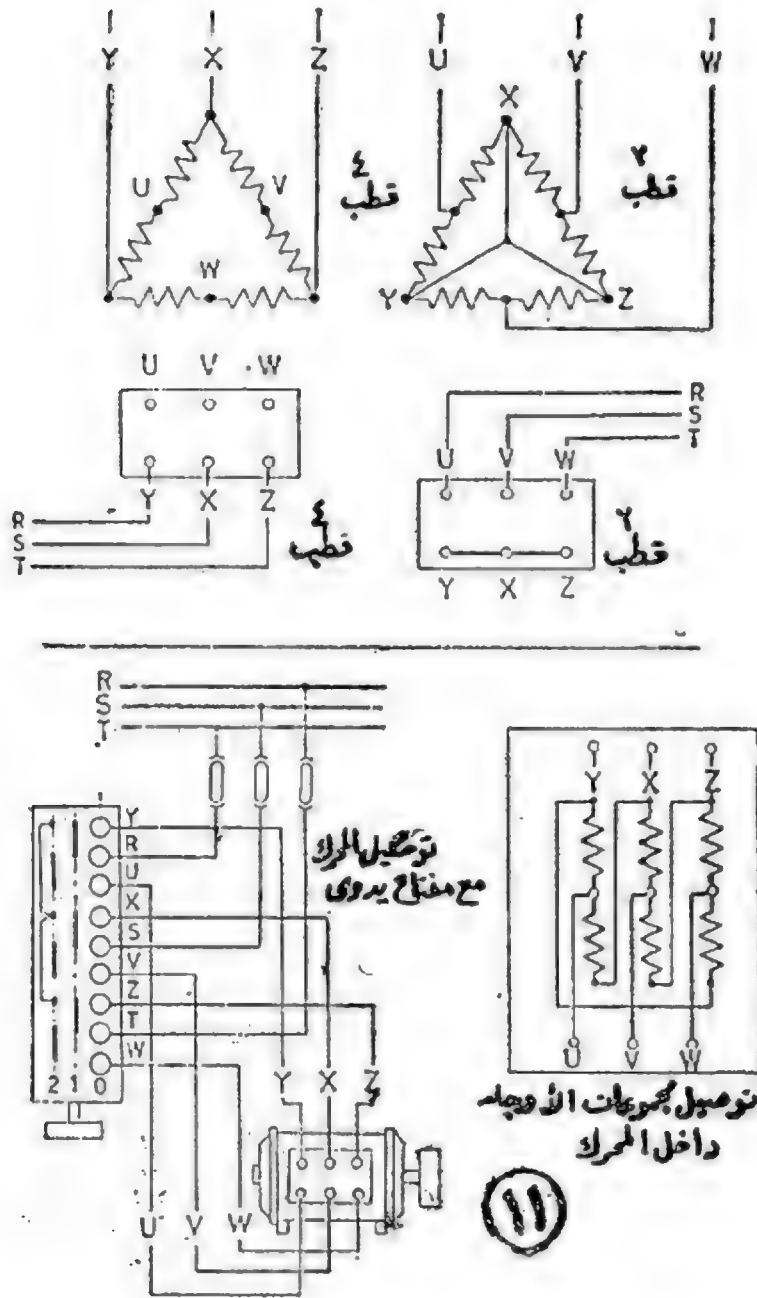 Y X Z U V W
X
U V
٤
قطب
٢
قطب
W
Y Z
U V W
R
S
T
U V W
Y X Z
٤
قطب
٢
قطب
R
S
T
Y X Z
R
S
T
Y
R
U
X
S
V
Z
T
W
2 1 0
توصيل المحرك
مع مفتاح يدوى
Y X Z
U V W
Y X Z
U V W
توصيل مجموعات الأوجه
داخل المحرك
١١